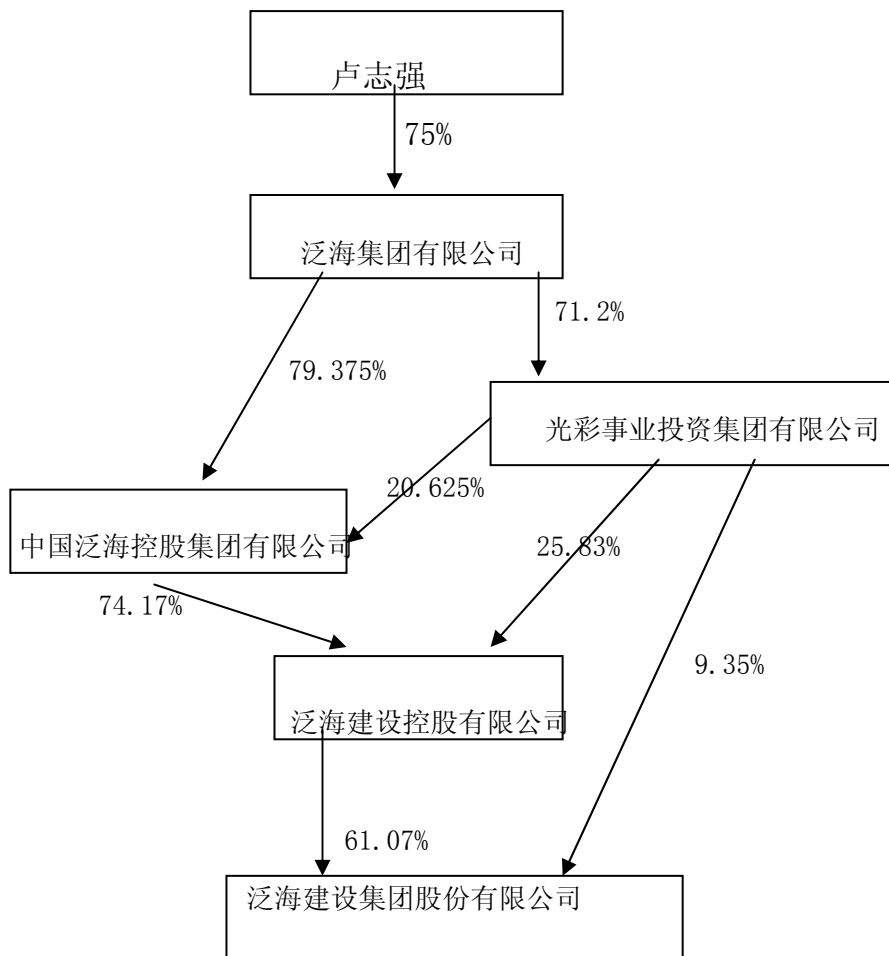 卢志强
75%
泛海集团有限公司
71.2%
79.375%
光彩事业投资集团有限公司
20.625%
中国泛海控股集团有限公司
25.83%
74.17%
9.35%
泛海建设控股有限公司
61.07%
泛海建设集团股份有限公司